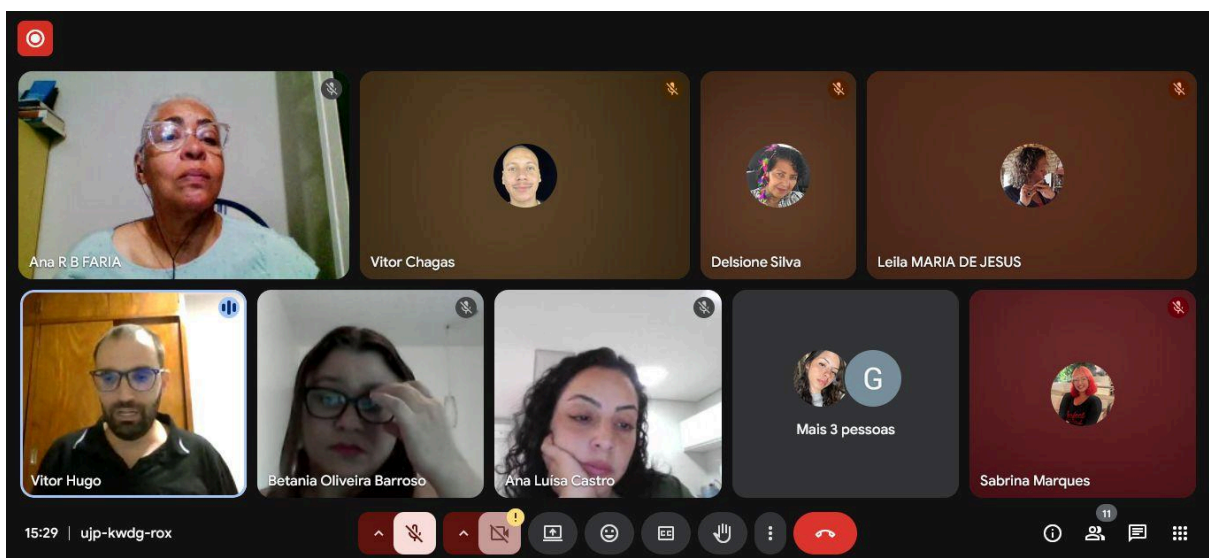 Ana R B FARIA
Vitor Chagas
Delsione Silva
Leila MARIA DE JESUS
Vitor Hugo
Betania Oliveira Barroso
Ana Luísa Castro
G
Mais 3 pessoas
Sabrina Marques
15:29 | ujp-kwdg-rox
!
CC
11